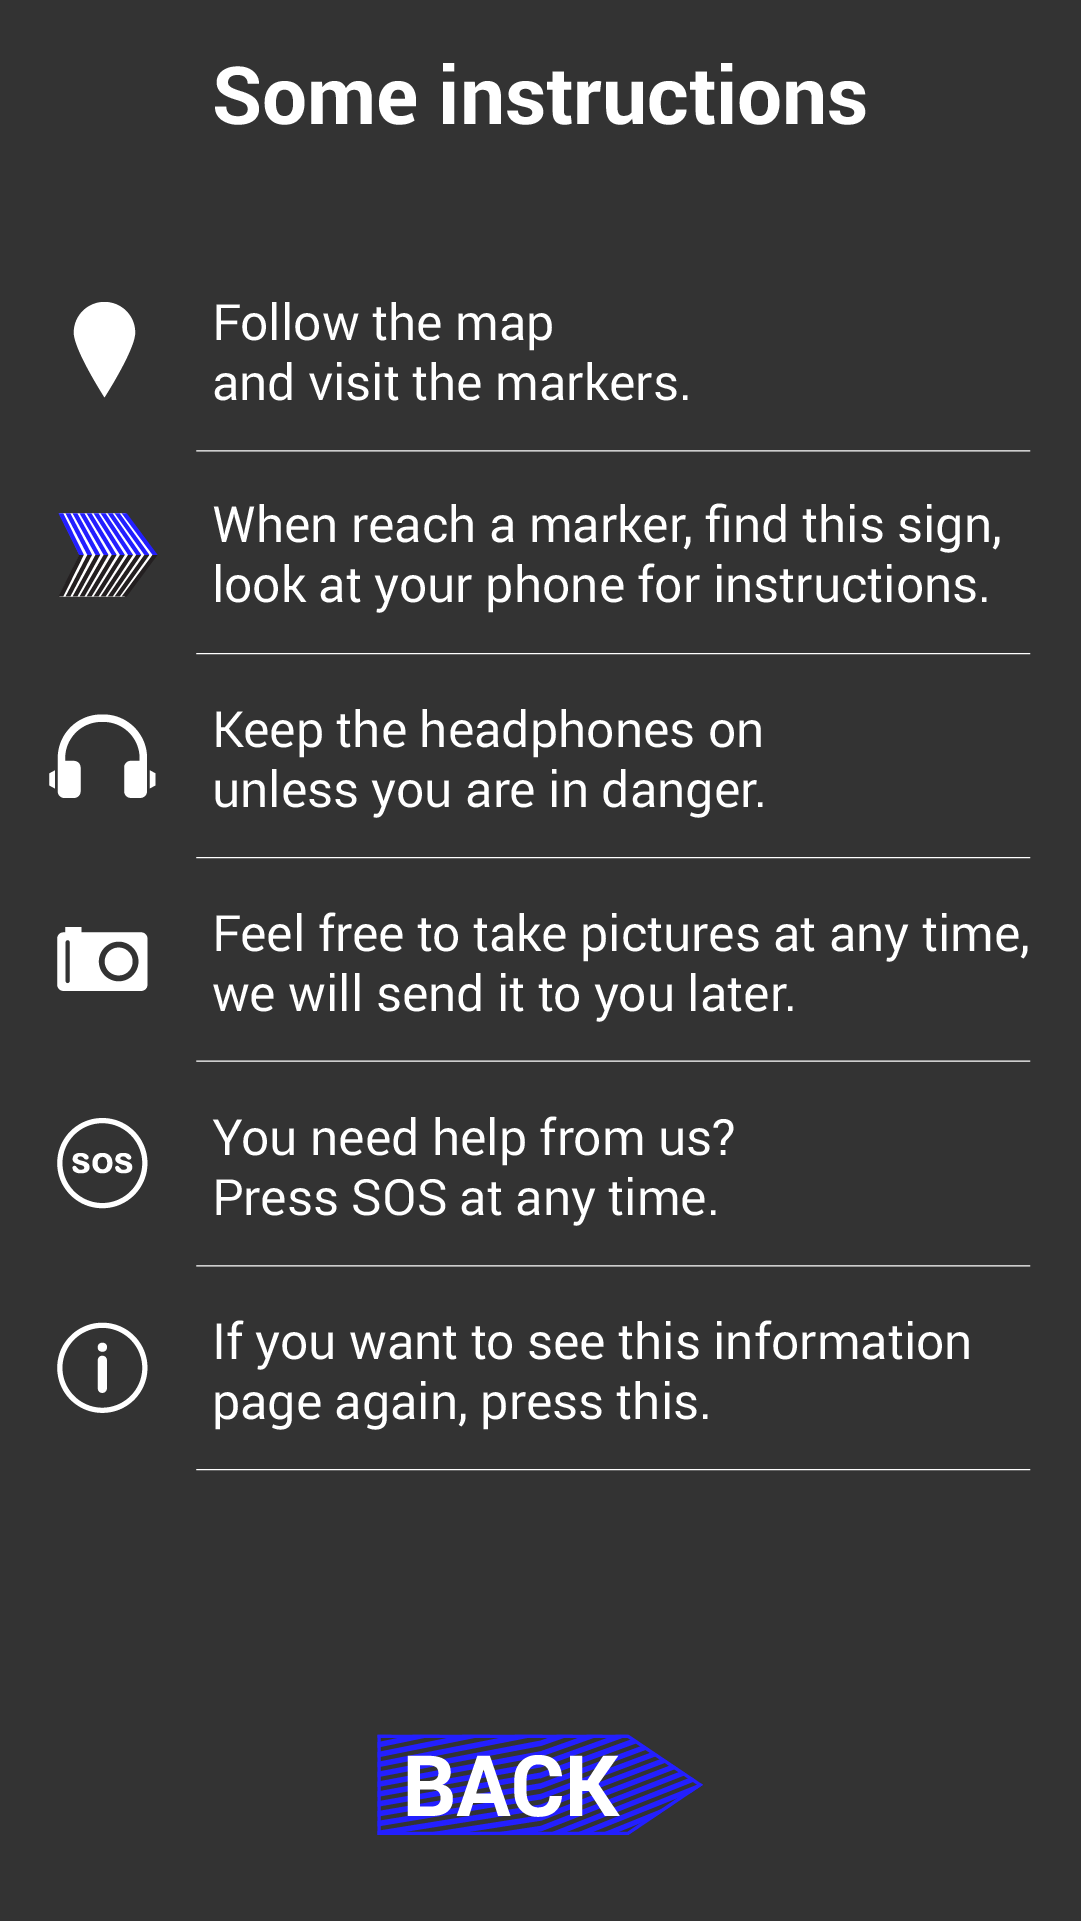 Some instructions
Follow the map
and visit the markers.
When reach a marker, find this sign,
look at your phone for instructions.
Keep the headphones on
unless you are in danger.
Feel free to take pictures at any time,
we will send it to you later.
sos
You need help from us?
Press SOS at any time.
i
If you want to see this information
page again, press this.
BACK